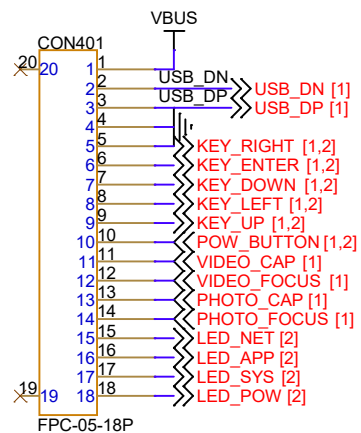 VBUS
CON401
20 20 1 1
2 2 USB_DN USB_DN [1]
3 3 USB_DP USB_DP [1]
4 4
5 5 KEY_RIGHT [1,2]
6 6 KEY_ENTER [1,2]
7 7 KEY_DOWN [1,2]
8 8 KEY_LEFT [1,2]
9 9 KEY_UP [1,2]
10 10 POW_BUTTON[1,2]
11 11 VIDEO_CAP [1]
12 12 VIDEO_FOCUS [1]
13 13 PHOTO_CAP [1]
14 14 PHOTO_FOCUS [1]
15 15 LED_NET [2]
16 16 LED_APP [2]
17 17 LED_SYS [2]
19 19 18 18 LED_POW [2]
FPC-05-18P